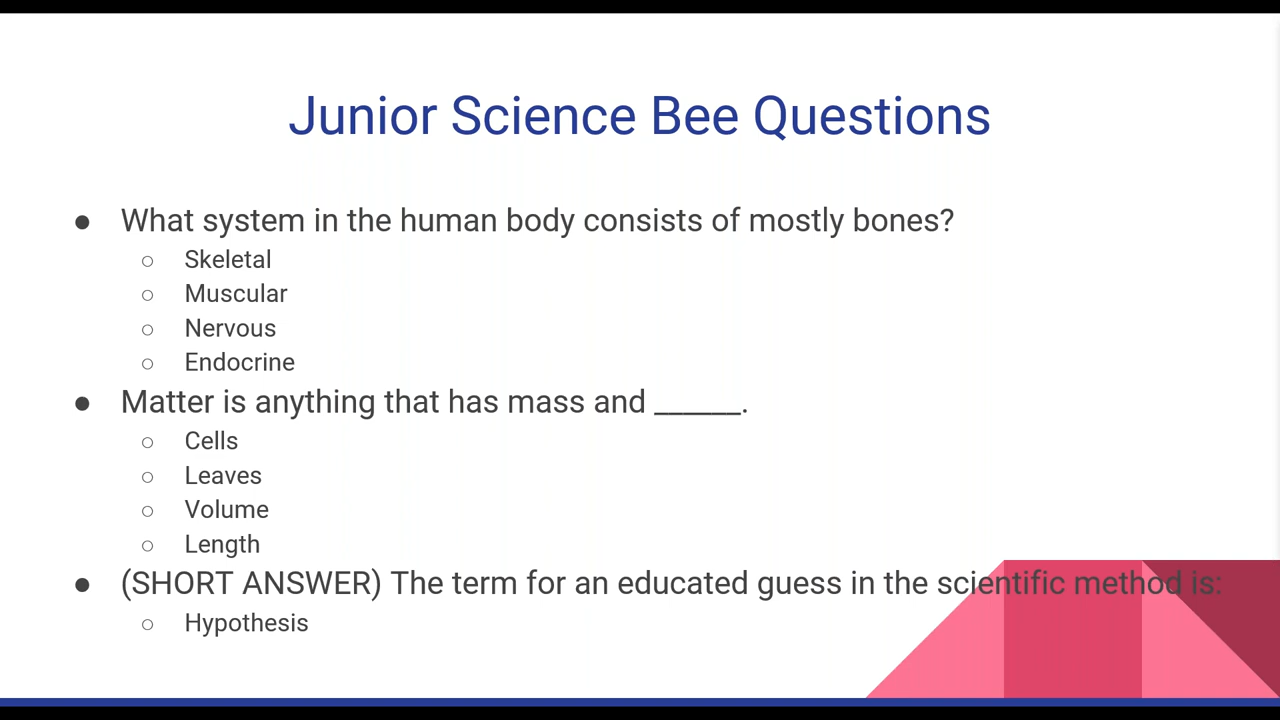 Junior Science Bee Questions
● What system in the human body consists of mostly bones?
○ Skeletal
○ Muscular
○ Nervous
○ Endocrine
● Matter is anything that has mass and ______.
○ Cells
○ Leaves
○ Volume
○ Length
● (SHORT ANSWER) The term for an educated guess in the scientific method is:
○ Hypothesis